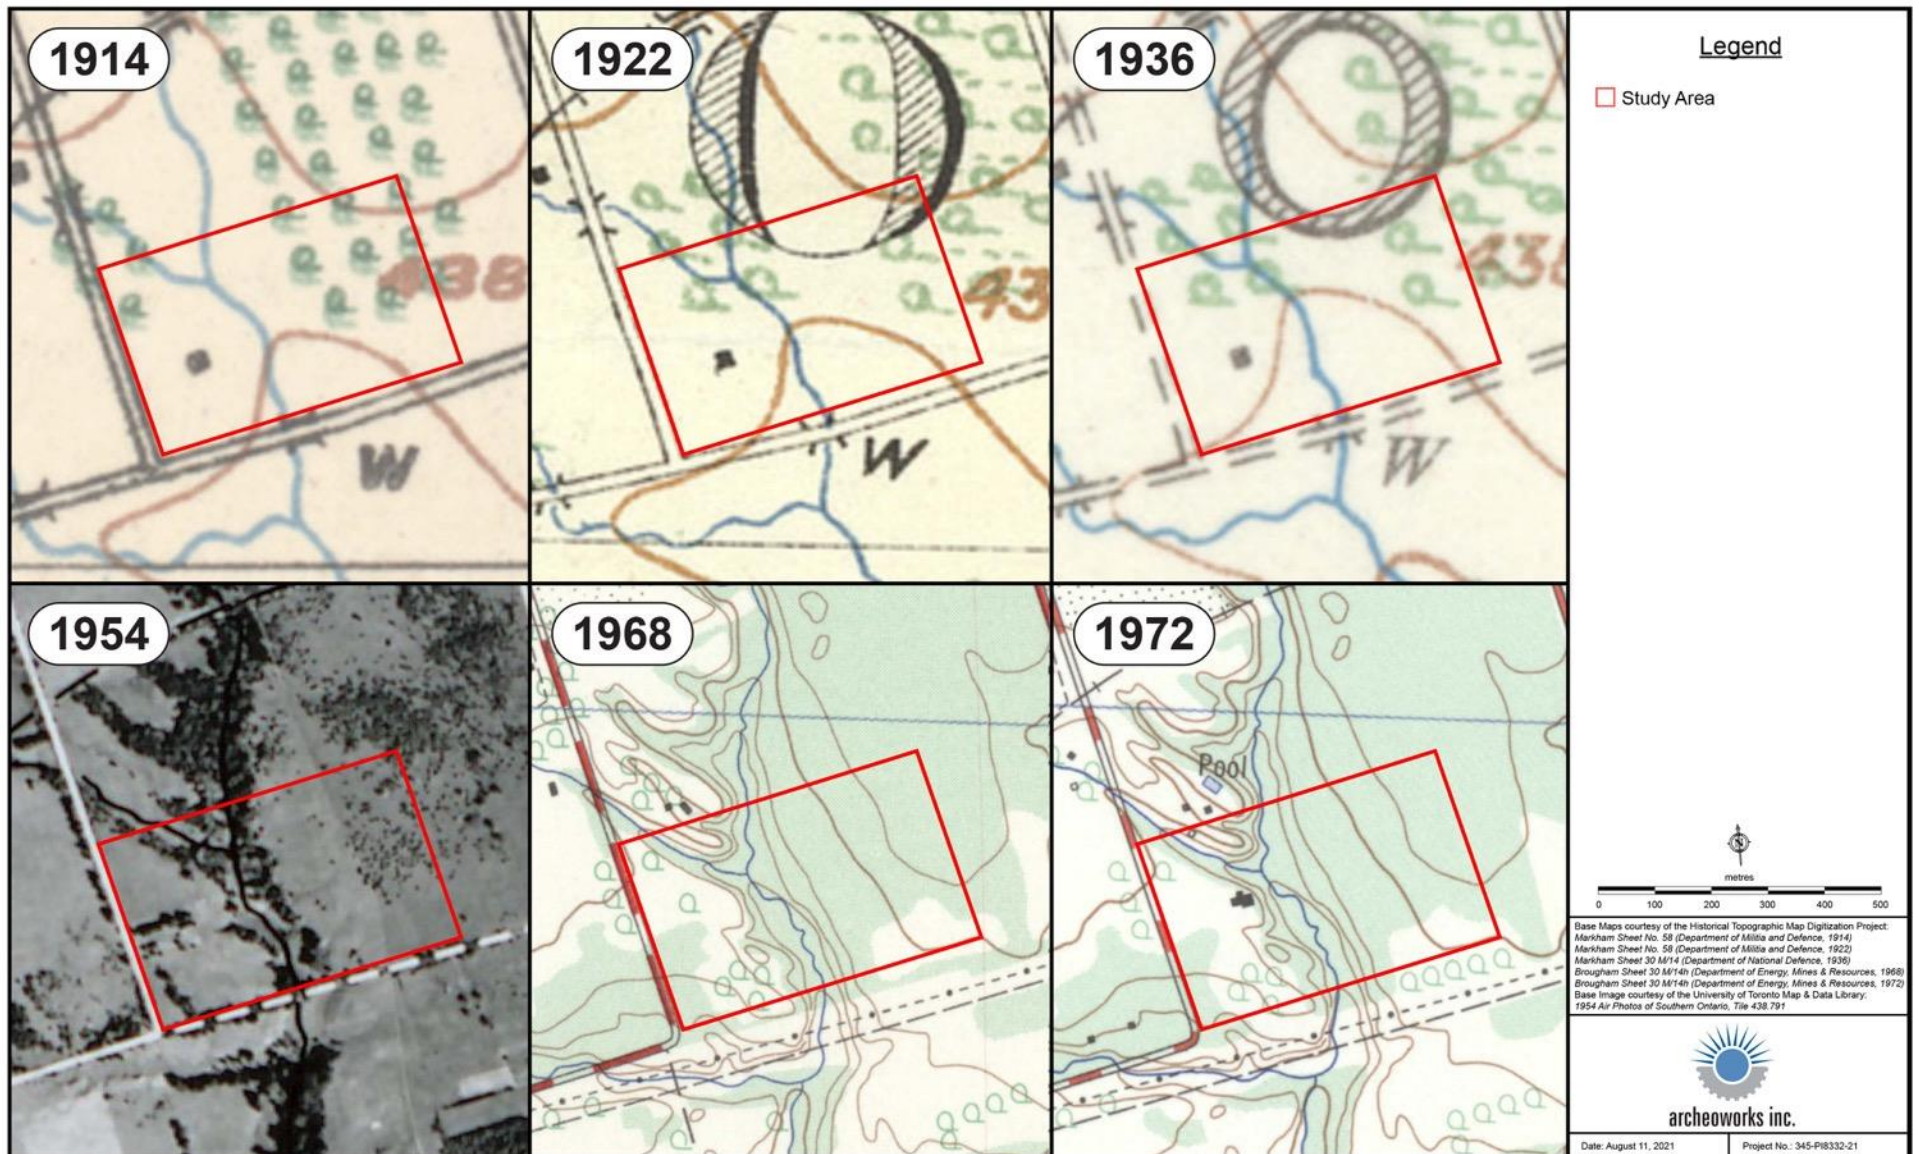 1914
1922
1936
438
43
438
W
W
W
1954
1968
1972
Pool
Legend
Study Area
N
metres
0 100 200 300 400 500
Base Maps courtesy of the Historical Topographic Map Digitization Project:
Markham Sheet No. 58 (Department of Militia and Defence, 1914)
Markham Sheet No. 58 (Department of Militia and Defence, 1922)
Markham Sheet 30 M/14 (Department of National Defence, 1936)
Brougham Sheet 30 M/14h (Department of Energy, Mines & Resources, 1968)
Brougham Sheet 30 M/14h (Department of Energy, Mines & Resources, 1972)
Base Image courtesy of the University of Toronto Map & Data Library:
1954 Air Photos of Southern Ontario, Tile 438.791
archeoworks inc.
Date: August 11, 2021 Project No.: 345-PI8332-21